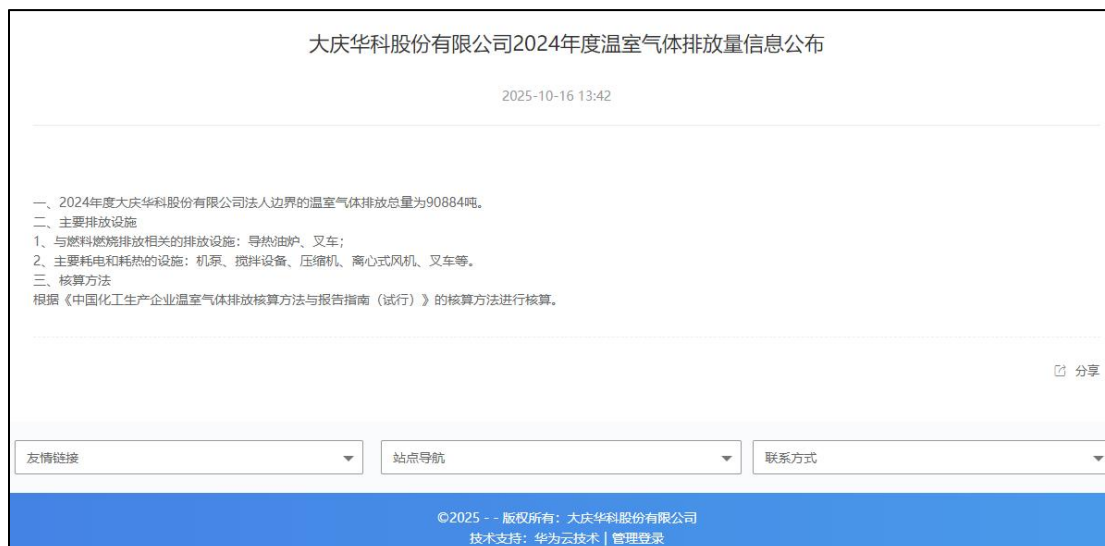 大庆华科股份有限公司2024年度温室气体排放量信息公布
2025-10-16 13:42
一、2024年度大庆华科股份有限公司法人边界的温室气体排放总量为90884吨。
二、主要排放设施
1、与燃料燃烧排放相关的排放设施：导热油炉、叉车；
2、主要耗电和耗热的设施：机泵、搅拌设备、压缩机、离心式风机、叉车等。
三、核算方法
根据《中国化工生产企业温室气体排放核算方法与报告指南（试行）》的核算方法进行核算。
分享
友情链接
站点导航
联系方式
©2025 - - 版权所有：大庆华科股份有限公司
技术支持：华为云技术 | 管理登录